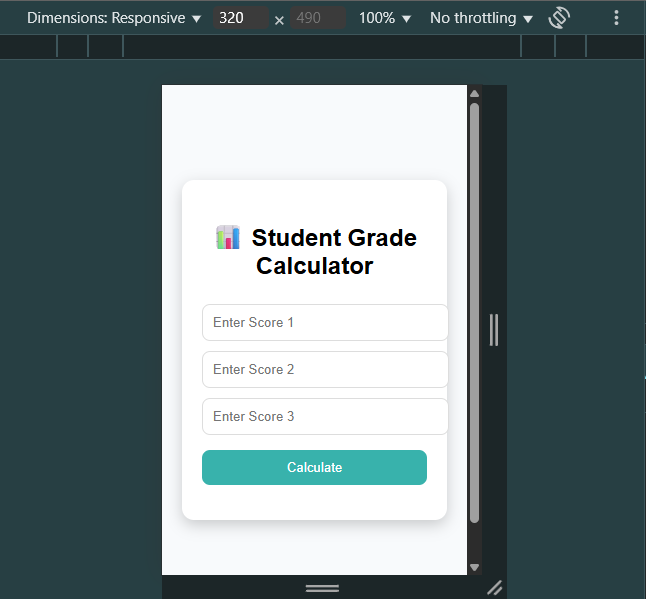 Dimensions: Responsive 320 × 490 100% No throttling
Student Grade
Calculator
Enter Score 1
Enter Score 2
Enter Score 3
Calculate